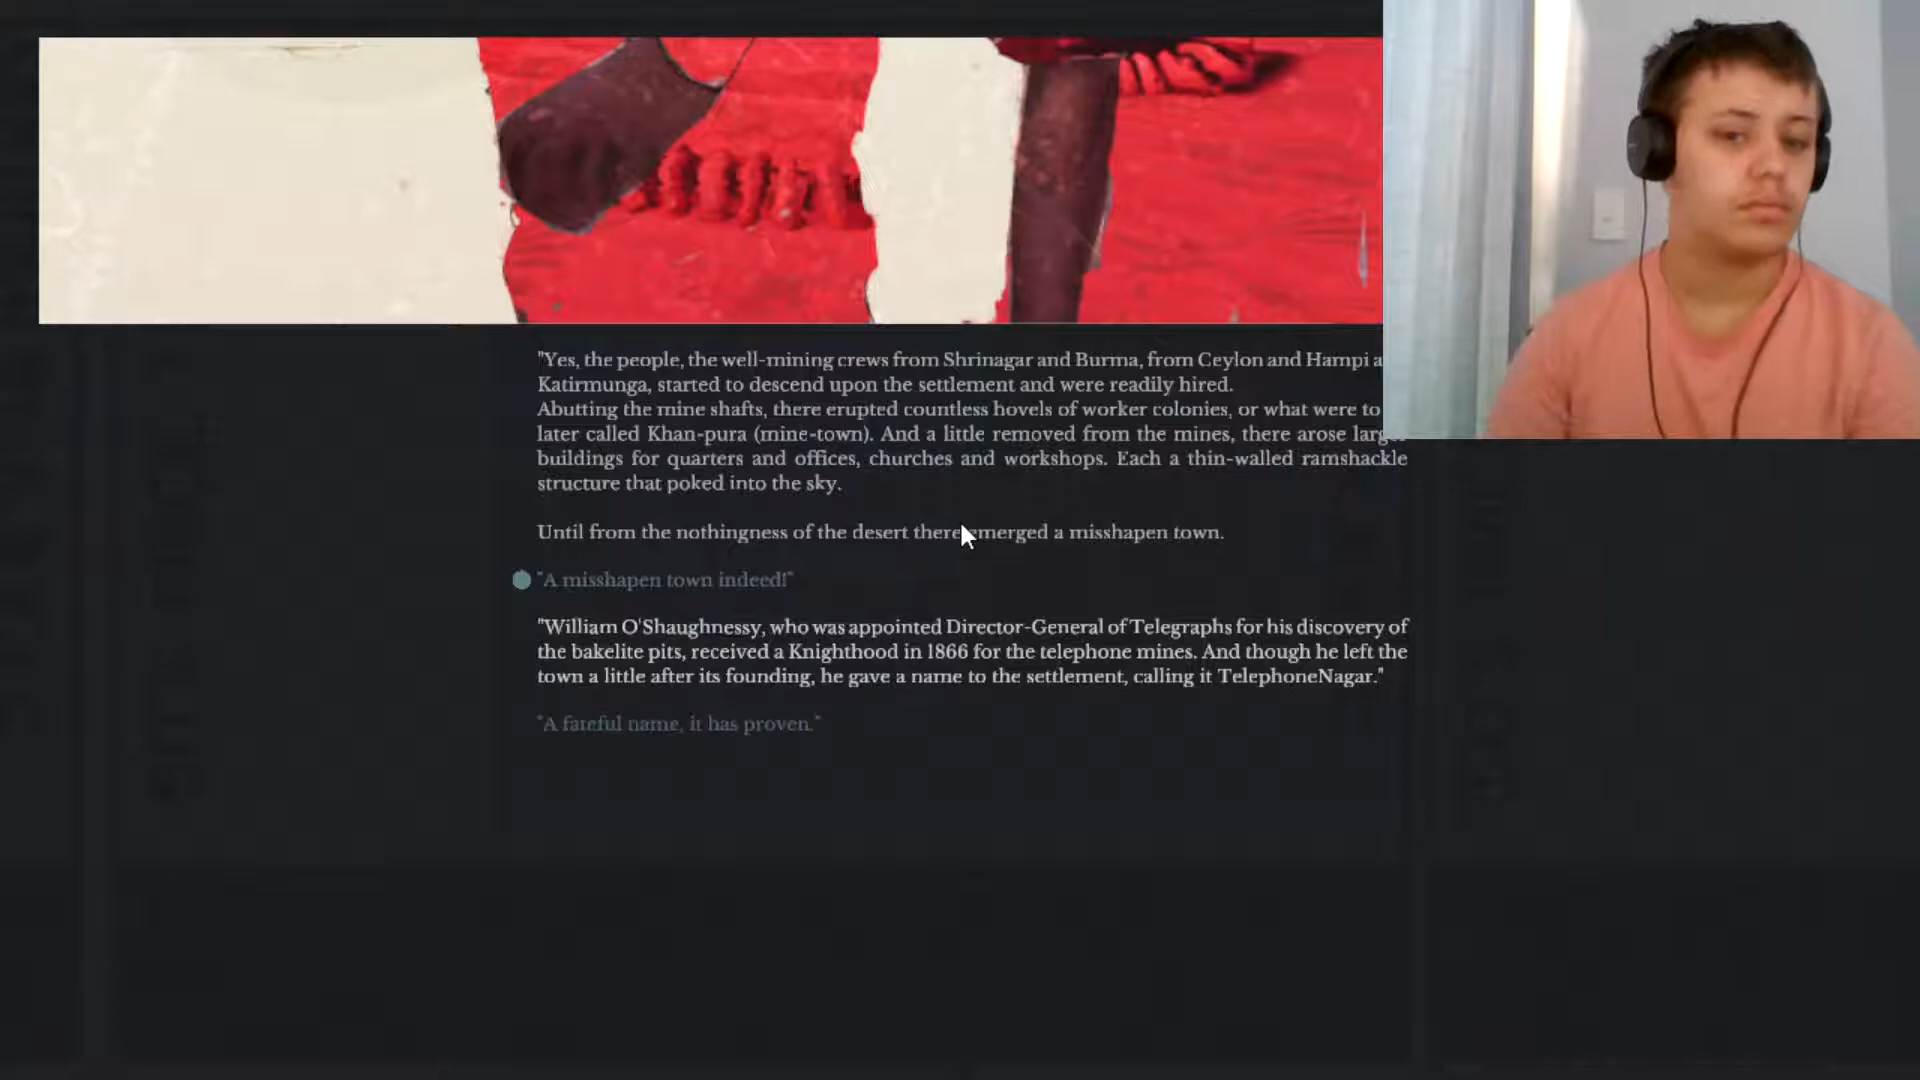 "Yes, the people, the well-mining crews from Shrinagar and Burma, from Ceylon and Hampi
Katirmunga, started to descend upon the settlement and were readily hired.
Abutting the mine shafts, there erupted countless hovels of worker colonies, or what were to
later called Khan-pura (mine-town). And a little removed from the mines, there arose
buildings for quarters and offices, churches and workshops. Each a thin-walled ramshackle
structure that poked into the sky.
Until from the nothingness of the desert there emerged a misshapen town.
"A misshapen town indeed!"
"William O'Shaughnessy, who was appointed Director-General of Telegraphs for his discovery of
the bakelite pits, received a Knighthood in 1866 for the telephone mines. And though he left the
town a little after its founding, he gave a name to the settlement, calling it TelephoneNagar."
"A fateful name, it has proven."